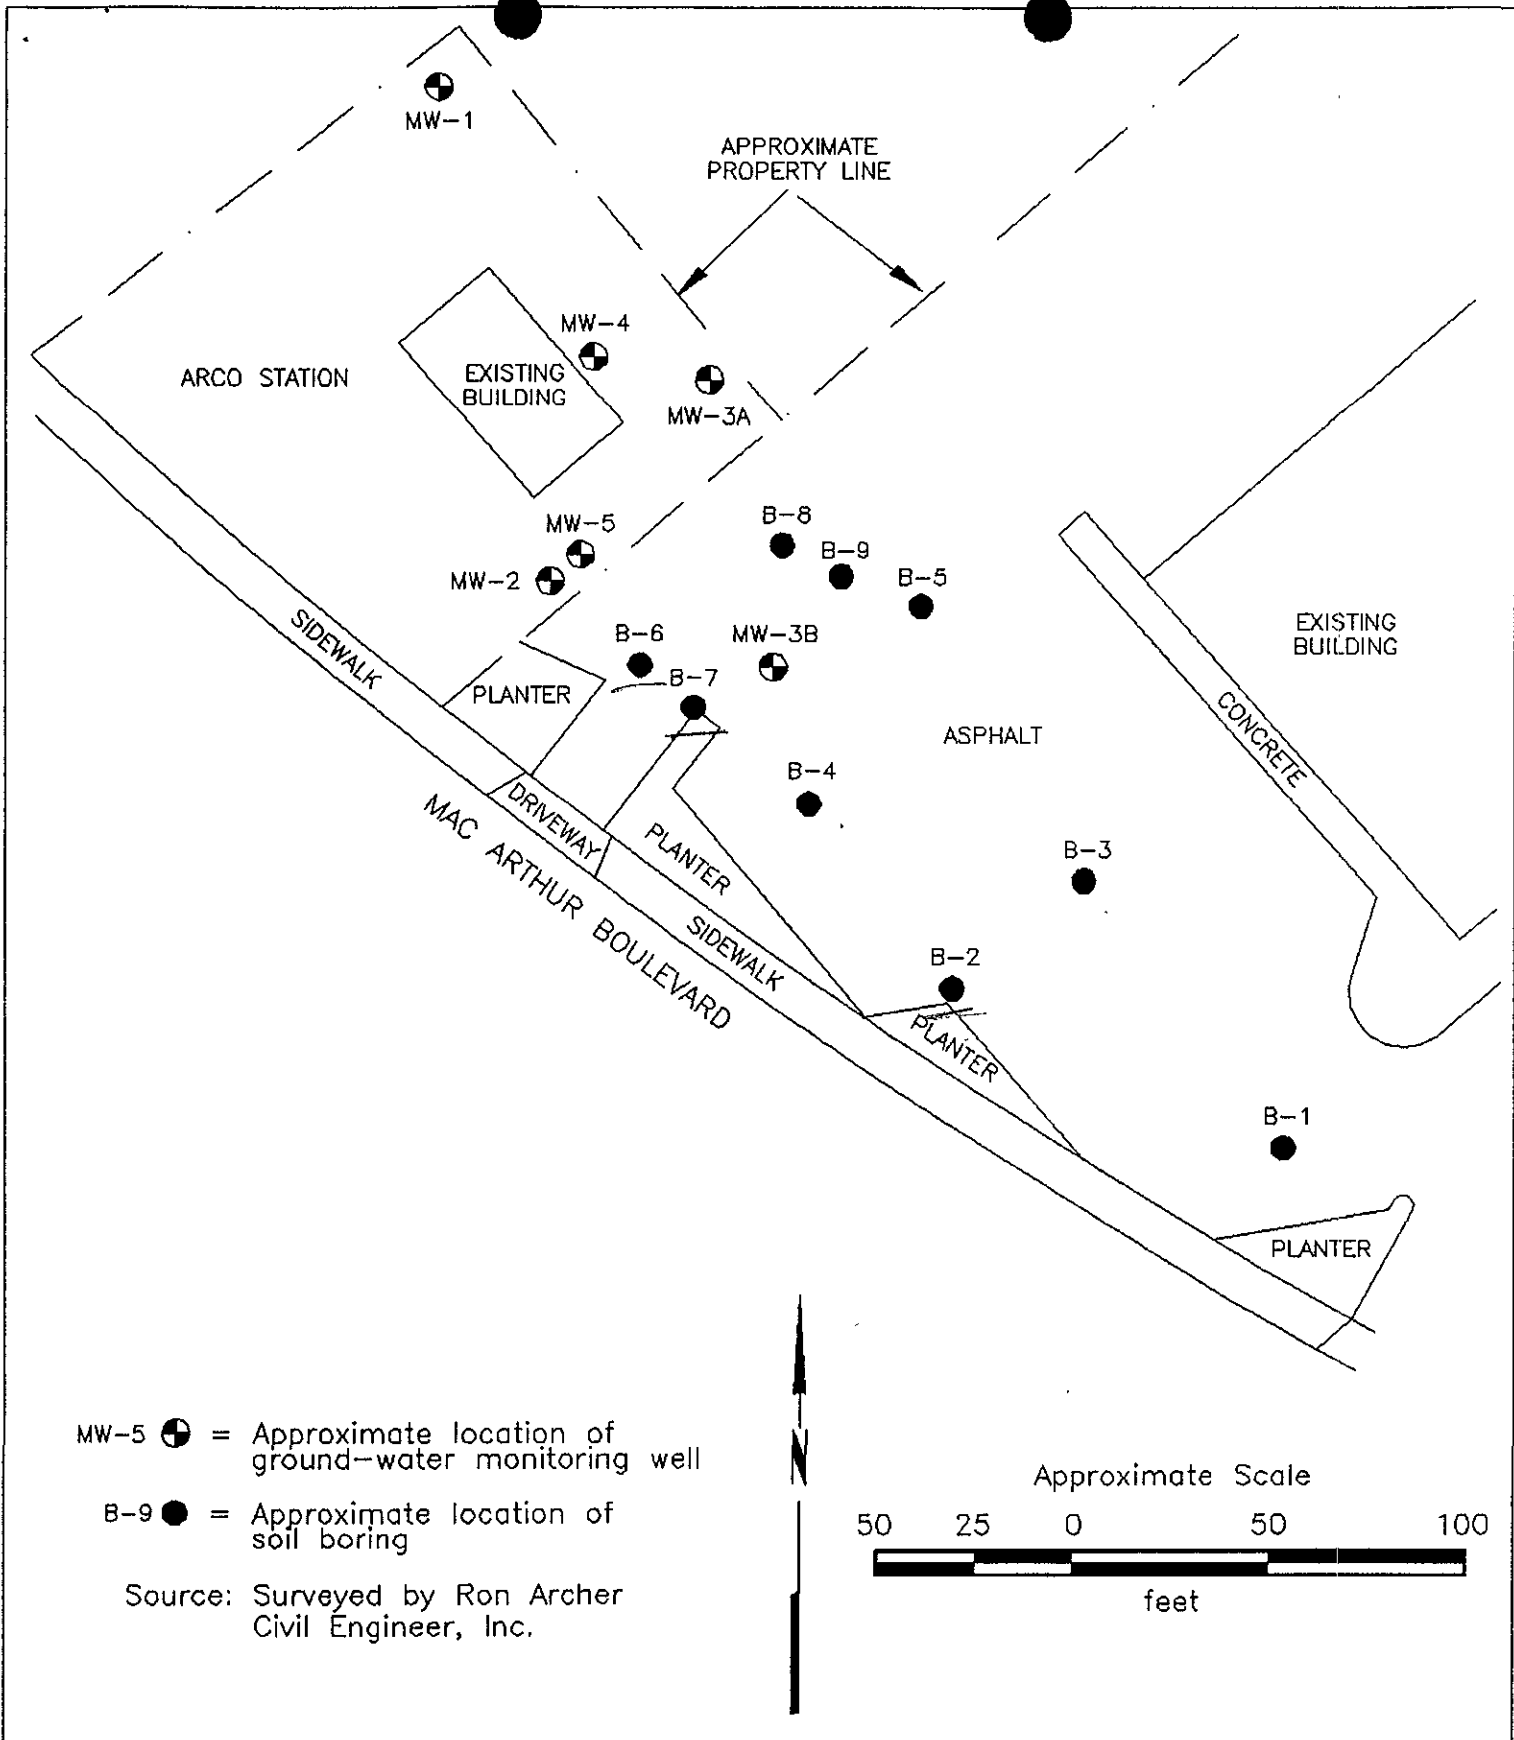 MW-1
APPROXIMATE
PROPERTY LINE
MW-4
ARCO STATION
EXISTING
BUILDING
MW-3A
MW-5
MW-2
B-8
B-9
B-5
B-6
MW-3B
EXISTING
BUILDING
SIDEWALK
PLANTER
B-7
CONCRETE
ASPHALT
B-4
DRIVEWAY
MAC ARTHUR BOULEVARD
PLANTER
B-3
SIDEWALK
B-2
PLANTER
B-1
PLANTER
MW-5 = Approximate location of
ground-water monitoring well
B-9 = Approximate location of
soil boring
Source: Surveyed by Ron Archer
Civil Engineer, Inc.
N
Approximate Scale
50 25 0 50 100
feet